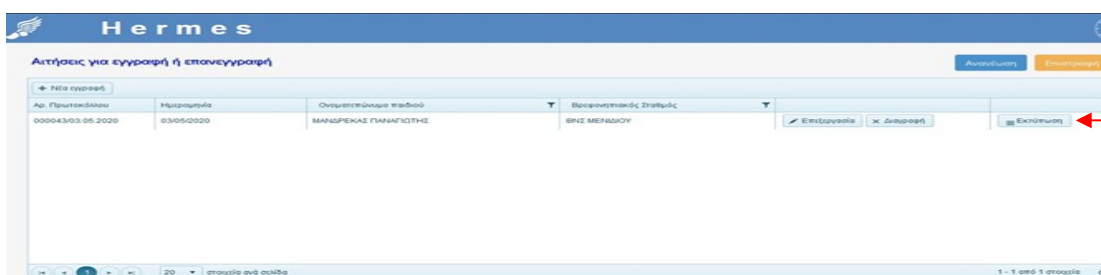 Hermes
Αιτήσεις για εγγραφή ή επανεγγραφή
Ανανέωση Επιστροφή
+ Νέα εγγραφή
Αρ. Πρωτοκόλλου Ημερομηνία Ονοματεπώνυμο παιδιού Βρεφονηπιακός Σταθμός
000043/03.05.2020 03/05/2020 ΜΑΝΔΡΕΚΑΣ ΠΑΝΑΓΙΩΤΗΣ ΒΝΣ ΜΕΝΙΔΙΟΥ Επεξεργασία × Διαγραφή Εκτύπωση
1 20 στοιχεία ανά σελίδα 1 - 1 από 1 στοιχεία